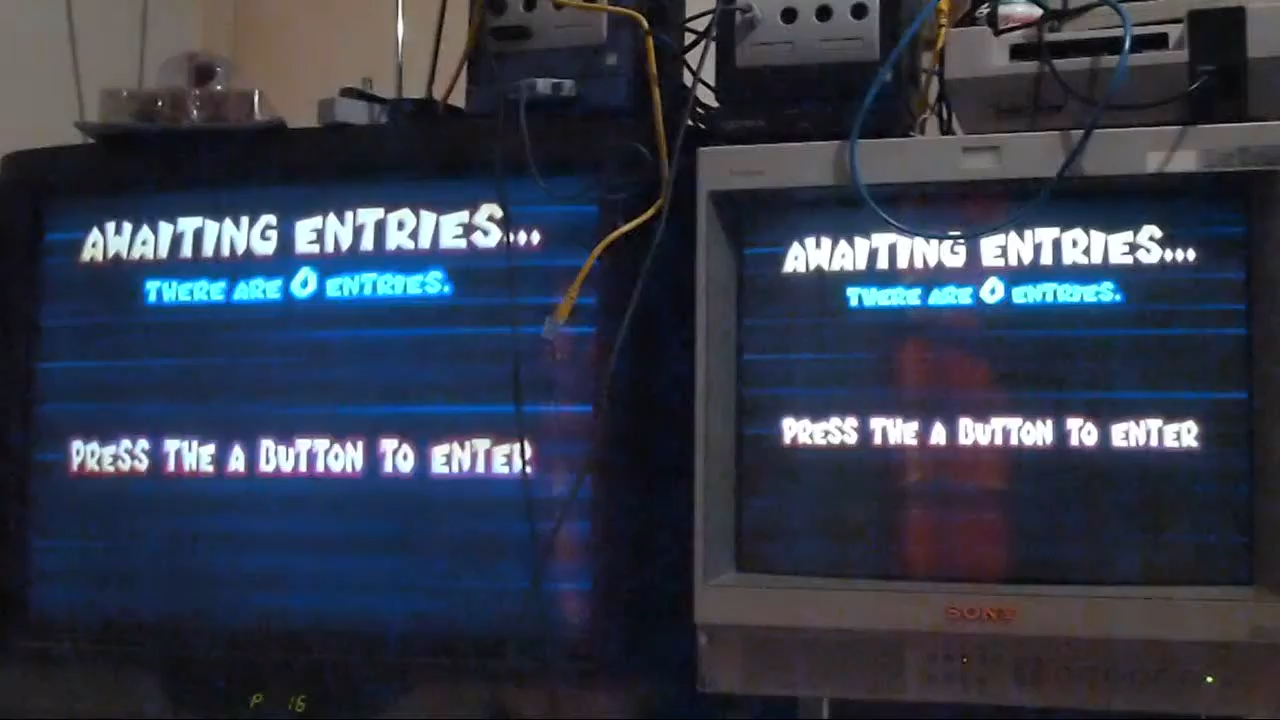 AWAITING ENTRIES...
THERE ARE 0 ENTRIES.
PRESS THE A BUTTON TO ENTER
P 16
AWAITING ENTRIES...
THERE ARE 0 ENTRIES.
PRESS THE A BUTTON TO ENTER
SONY